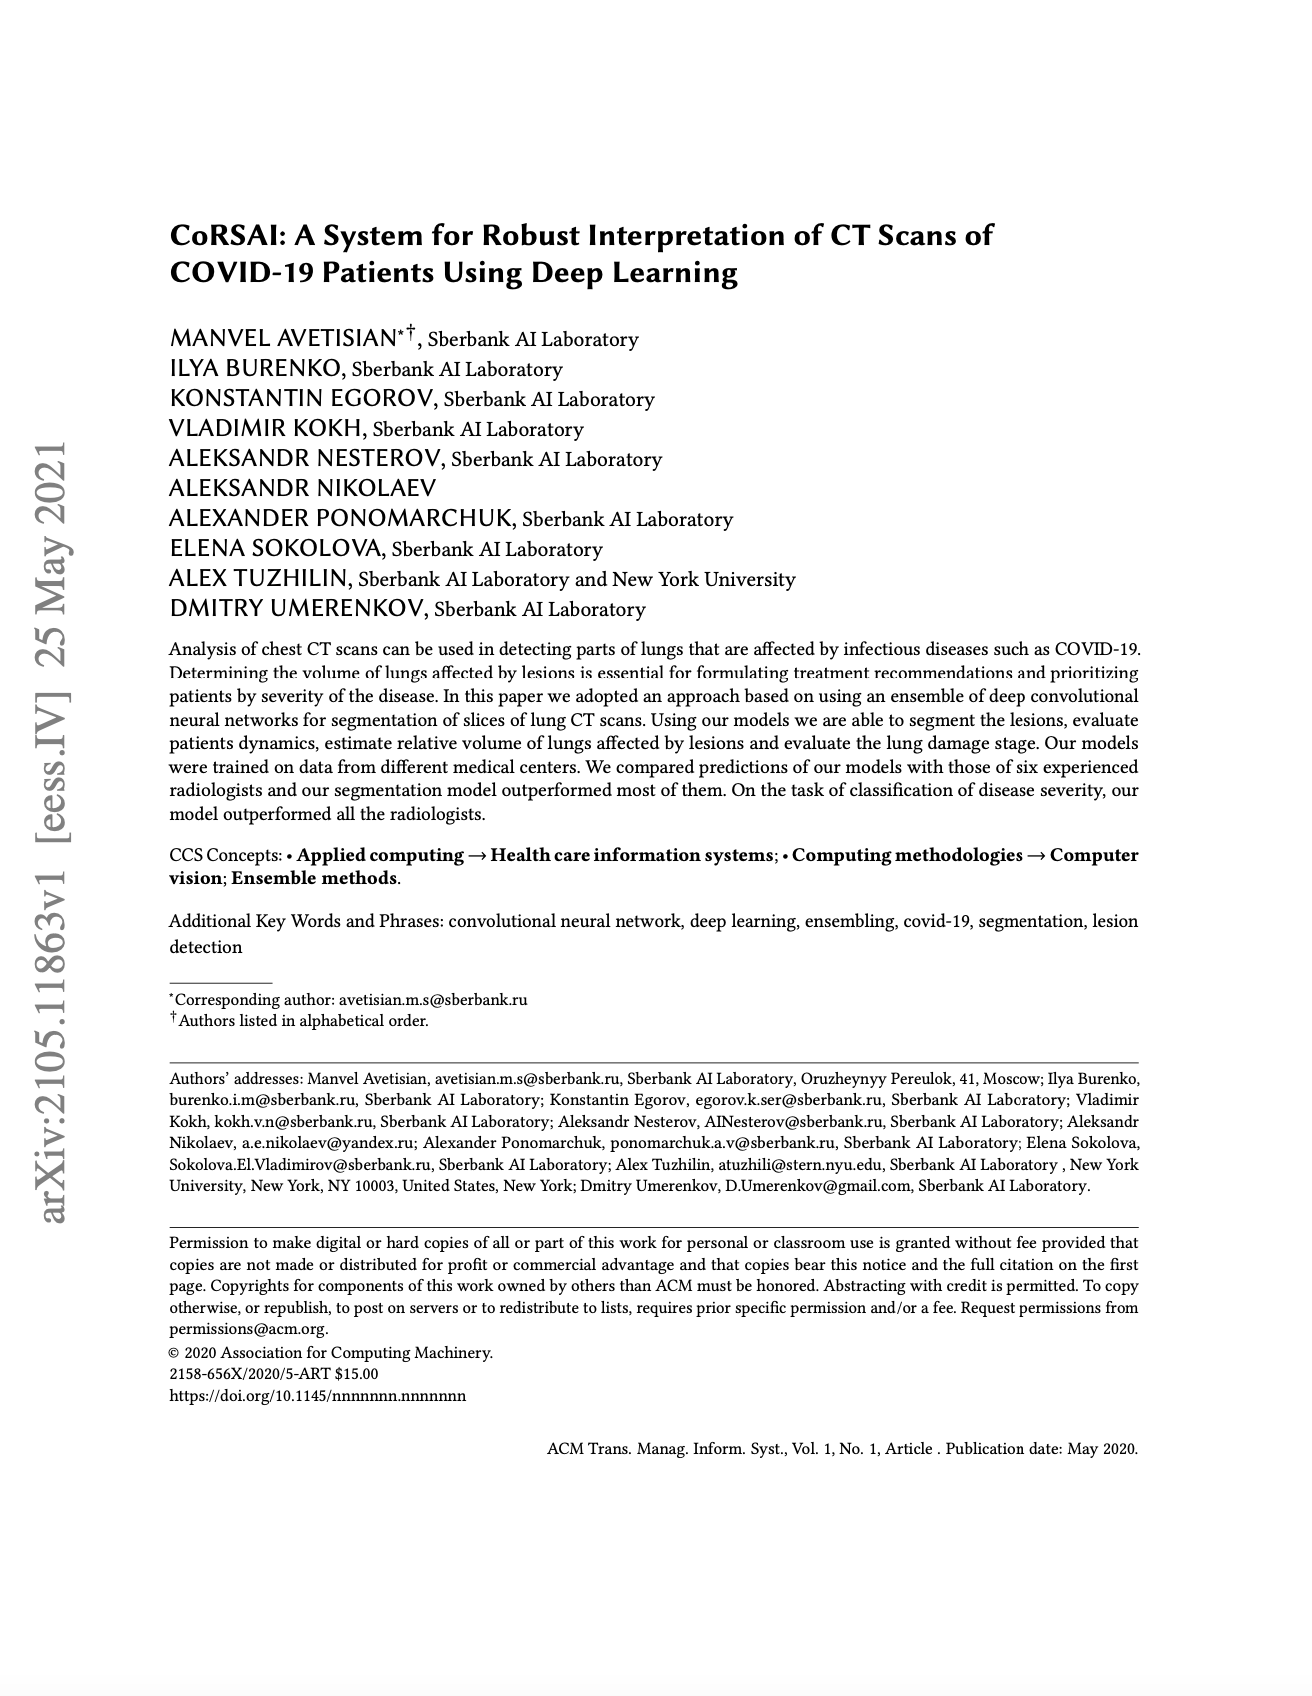 CoRSAI: A System for Robust Interpretation of CT Scans of
COVID-19 Patients Using Deep Learning
MANVEL AVETISIAN*†, Sberbank AI Laboratory
ILYA BURENKO, Sberbank AI Laboratory
KONSTANTIN EGOROV, Sberbank AI Laboratory
VLADIMIR KOKH, Sberbank AI Laboratory
ALEKSANDR NESTEROV, Sberbank AI Laboratory
ALEKSANDR NIKOLAEV
ALEXANDER PONOMARCHUK, Sberbank AI Laboratory
ELENA SOKOLOVA, Sberbank AI Laboratory
ALEX TUZHILIN, Sberbank AI Laboratory and New York University
DMITRY UMERENKOV, Sberbank AI Laboratory
Analysis of chest CT scans can be used in detecting parts of lungs that are affected by infectious diseases such as COVID-19.
Determining the volume of lungs affected by lesions is essential for formulating treatment recommendations and prioritizing
patients by severity of the disease. In this paper we adopted an approach based on using an ensemble of deep convolutional
neural networks for segmentation of slices of lung CT scans. Using our models we are able to segment the lesions, evaluate
patients dynamics, estimate relative volume of lungs affected by lesions and evaluate the lung damage stage. Our models
were trained on data from different medical centers. We compared predictions of our models with those of six experienced
radiologists and our segmentation model outperformed most of them. On the task of classification of disease severity, our
model outperformed all the radiologists.
CCS Concepts: • Applied computing → Health care information systems; • Computing methodologies → Computer
vision; Ensemble methods.
Additional Key Words and Phrases: convolutional neural network, deep learning, ensembling, covid-19, segmentation, lesion
detection
*Corresponding author: avetisian.m.s@sberbank.ru
†Authors listed in alphabetical order.
Authors' addresses: Manvel Avetisian, avetisian.m.s@sberbank.ru, Sberbank AI Laboratory, Oruzheynyy Pereulok, 41, Moscow; Ilya Burenko,
burenko.i.m@sberbank.ru, Sberbank AI Laboratory; Konstantin Egorov, egorov.k.ser@sberbank.ru, Sberbank AI Laboratory; Vladimir
Kokh, kokh.v.n@sberbank.ru, Sberbank AI Laboratory; Aleksandr Nesterov, AINesterov@sberbank.ru, Sberbank AI Laboratory; Aleksandr
Nikolaev, a.e.nikolaev@yandex.ru; Alexander Ponomarchuk, ponomarchuk.a.v@sberbank.ru, Sberbank AI Laboratory; Elena Sokolova,
Sokolova.El.Vladimirov@sberbank.ru, Sberbank AI Laboratory; Alex Tuzhilin, atuzhili@stern.nyu.edu, Sberbank AI Laboratory , New York
University, New York, NY 10003, United States, New York; Dmitry Umerenkov, D.Umerenkov@gmail.com, Sberbank AI Laboratory.
Permission to make digital or hard copies of all or part of this work for personal or classroom use is granted without fee provided that
copies are not made or distributed for profit or commercial advantage and that copies bear this notice and the full citation on the first
page. Copyrights for components of this work owned by others than ACM must be honored. Abstracting with credit is permitted. To copy
otherwise, or republish, to post on servers or to redistribute to lists, requires prior specific permission and/or a fee. Request permissions from
permissions@acm.org.
© 2020 Association for Computing Machinery.
2158-656X/2020/5-ART $15.00
https://doi.org/10.1145/nnnnnnn.nnnnnnn
ACM Trans. Manag. Inform. Syst., Vol. 1, No. 1, Article . Publication date: May 2020.
arXiv:2105.11863v1 [eess.IV] 25 May 2021